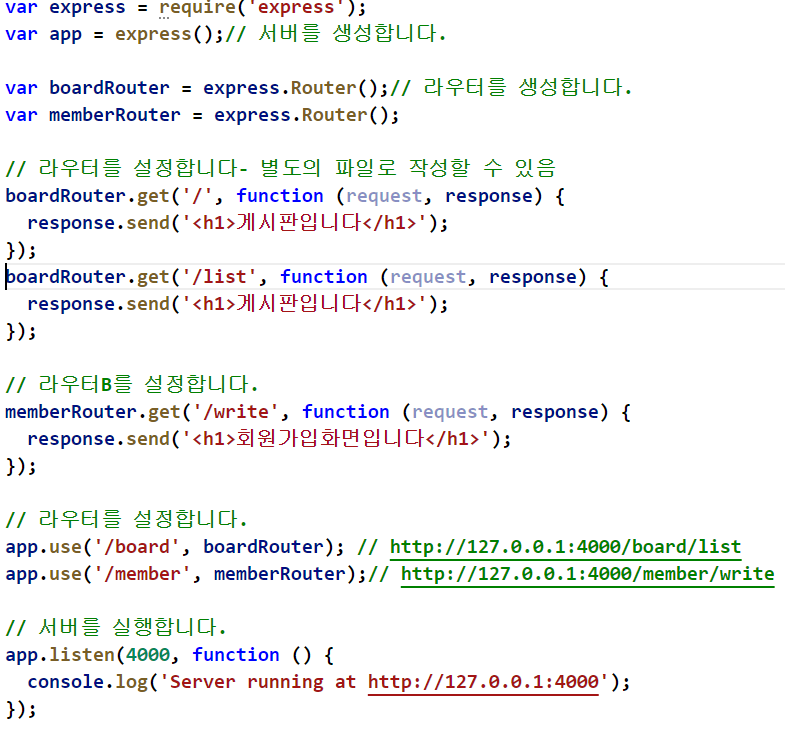 var express = require('express');
var app = express();// 서버를 생성합니다.
var boardRouter = express.Router();// 라우터를 생성합니다.
var memberRouter = express.Router();
// 라우터를 설정합니다- 별도의 파일로 작성할 수 있음
boardRouter.get('/', function (request, response) {
  response.send('<h1>게시판입니다</h1>');
});
boardRouter.get('/list', function (request, response) {
  response.send('<h1>게시판입니다</h1>');
});
// 라우터B를 설정합니다.
memberRouter.get('/write', function (request, response) {
  response.send('<h1>회원가입화면입니다</h1>');
});
// 라우터를 설정합니다.
app.use('/board', boardRouter); // http://127.0.0.1:4000/board/list
app.use('/member', memberRouter);// http://127.0.0.1:4000/member/write
// 서버를 실행합니다.
app.listen(4000, function () {
  console.log('Server running at http://127.0.0.1:4000');
});